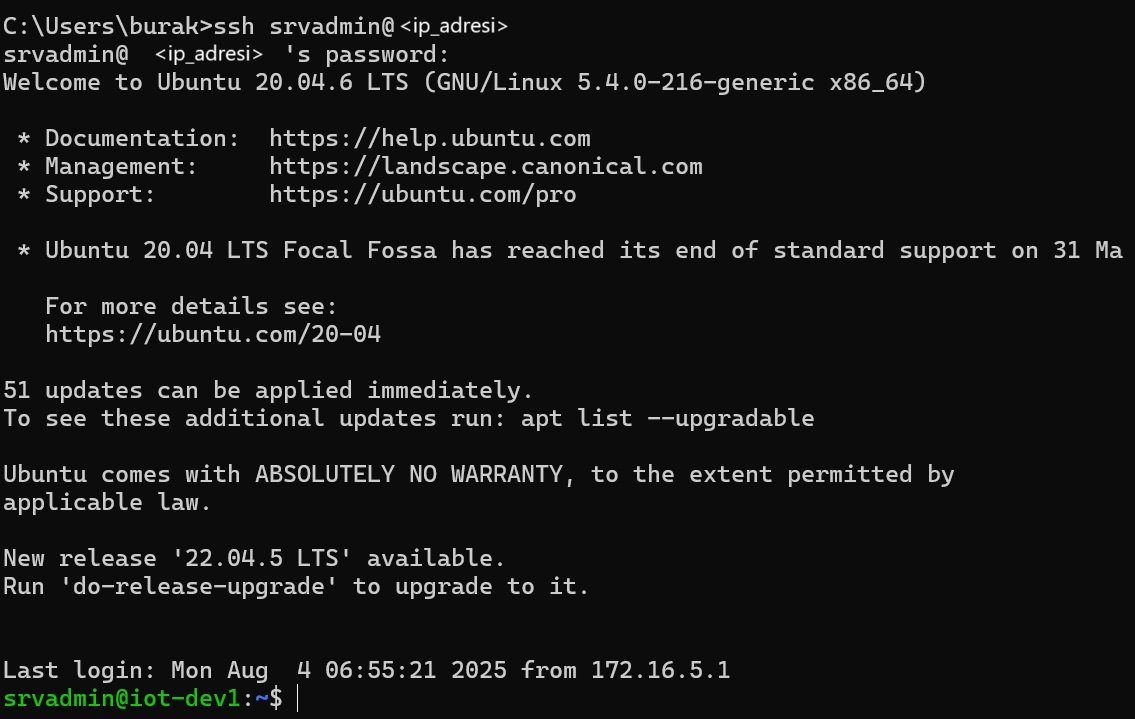 C:\Users\burak>ssh srvadmin@<ip_adresi>
srvadmin@ <ip_adresi> 's password:
Welcome to Ubuntu 20.04.6 LTS (GNU/Linux 5.4.0-216-generic x86_64)
* Documentation: https://help.ubuntu.com
* Management: https://landscape.canonical.com
* Support: https://ubuntu.com/pro
* Ubuntu 20.04 LTS Focal Fossa has reached its end of standard support on 31 Ma
For more details see:
https://ubuntu.com/20-04
51 updates can be applied immediately.
To see these additional updates run: apt list --upgradable
Ubuntu comes with ABSOLUTELY NO WARRANTY, to the extent permitted by
applicable law.
New release '22.04.5 LTS' available.
Run 'do-release-upgrade' to upgrade to it.
Last login: Mon Aug  4 06:55:21 2025 from 172.16.5.1
srvadmin@iot-dev1:~$